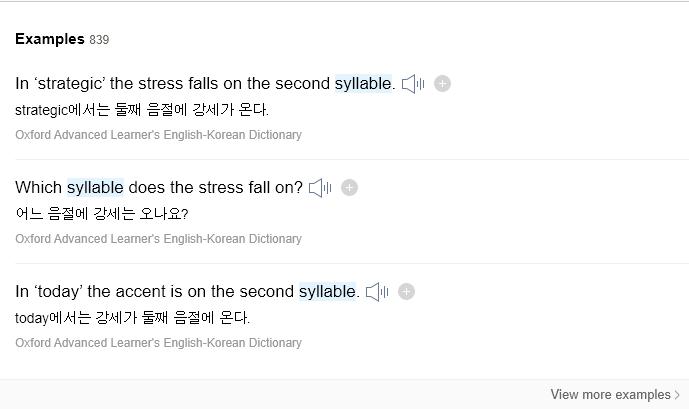 Examples 839
In ‘strategic’ the stress falls on the second syllable.
strategic에서는 둘째 음절에 강세가 온다.
Oxford Advanced Learner's English-Korean Dictionary
Which syllable does the stress fall on?
어느 음절에 강세는 오나요?
Oxford Advanced Learner's English-Korean Dictionary
In ‘today’ the accent is on the second syllable.
today에서는 강세가 둘째 음절에 온다.
Oxford Advanced Learner's English-Korean Dictionary
View more examples